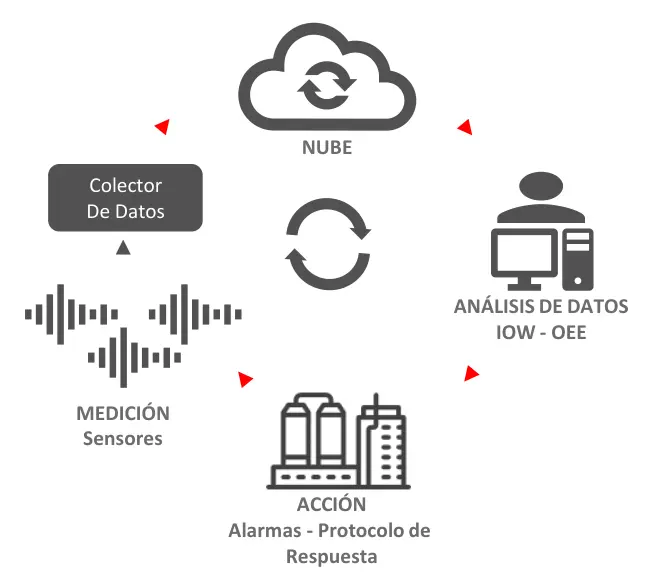 NUBE
Colector
De Datos
ANÁLISIS DE DATOS
IOW - OEE
MEDICIÓN
Sensores
ACCIÓN
Alarmas - Protocolo de
Respuesta